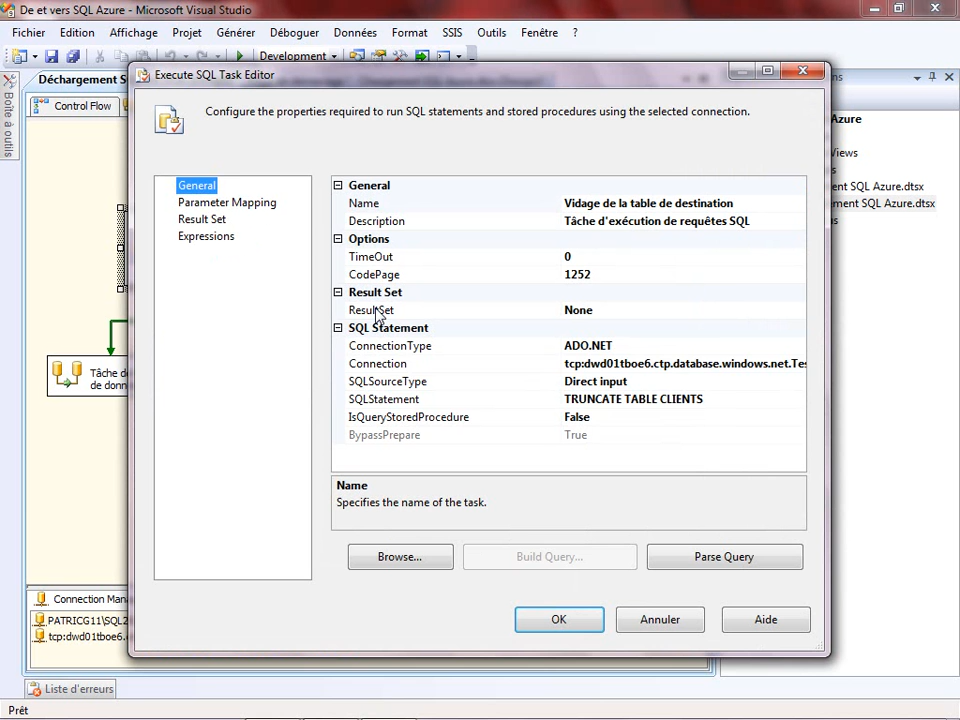 De et vers SQL Azure - Microsoft Visual Studio
Fichier Edition Affichage Projet Générer Déboguer Données Format SSIS Outils Fenêtre ?
Development
Déchargement S
Execute SQL Task Editor
Boîte à outils
Control Flow
Configure the properties required to run SQL statements and stored procedures using the selected connection.
Azure
Views
ent SQL Azure.dtsx
ment SQL Azure.dtsx
General
Parameter Mapping
Result Set
Expressions
General
Name Vidage de la table de destination
Description Tâche d'exécution de requêtes SQL
Options
TimeOut 0
CodePage 1252
Result Set
ResultSet None
SQL Statement
ConnectionType ADO.NET
Connection tcp:dwd01tboe6.ctp.database.windows.net.Tes
SQLSourceType Direct input
SQLStatement TRUNCATE TABLE CLIENTS
IsQueryStoredProcedure False
BypassPrepare True
Tâche de
de donn
Name
Specifies the name of the task.
Browse... Build Query... Parse Query
Connection Man
PATRICG11\SQL2
tcp:dwd01tboe6.
OK Annuler Aide
Liste d'erreurs
Prêt